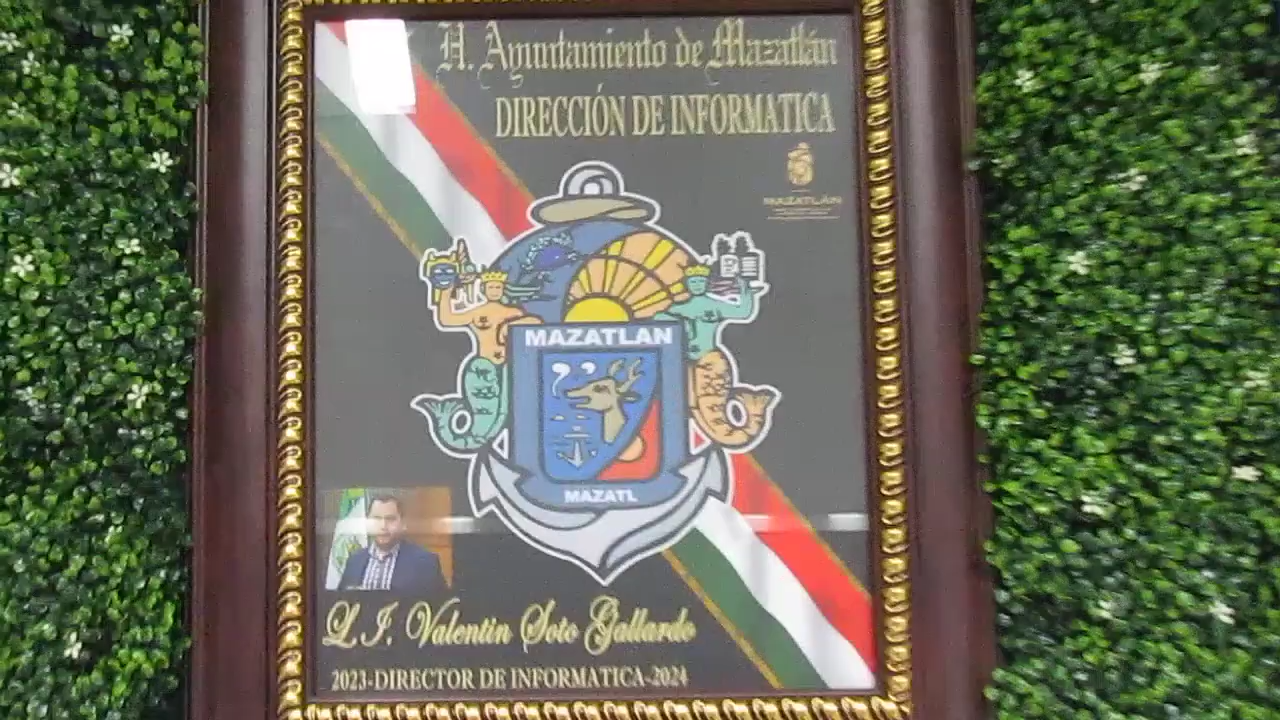 H. Ayuntamiento de Mazatlán
DIRECCIÓN DE INFORMATICA
MAZATLÁN
MAZATLAN
MAZATL
L.I. Valentin Soto Gallardo
2023-DIRECTOR DE INFORMATICA-2024